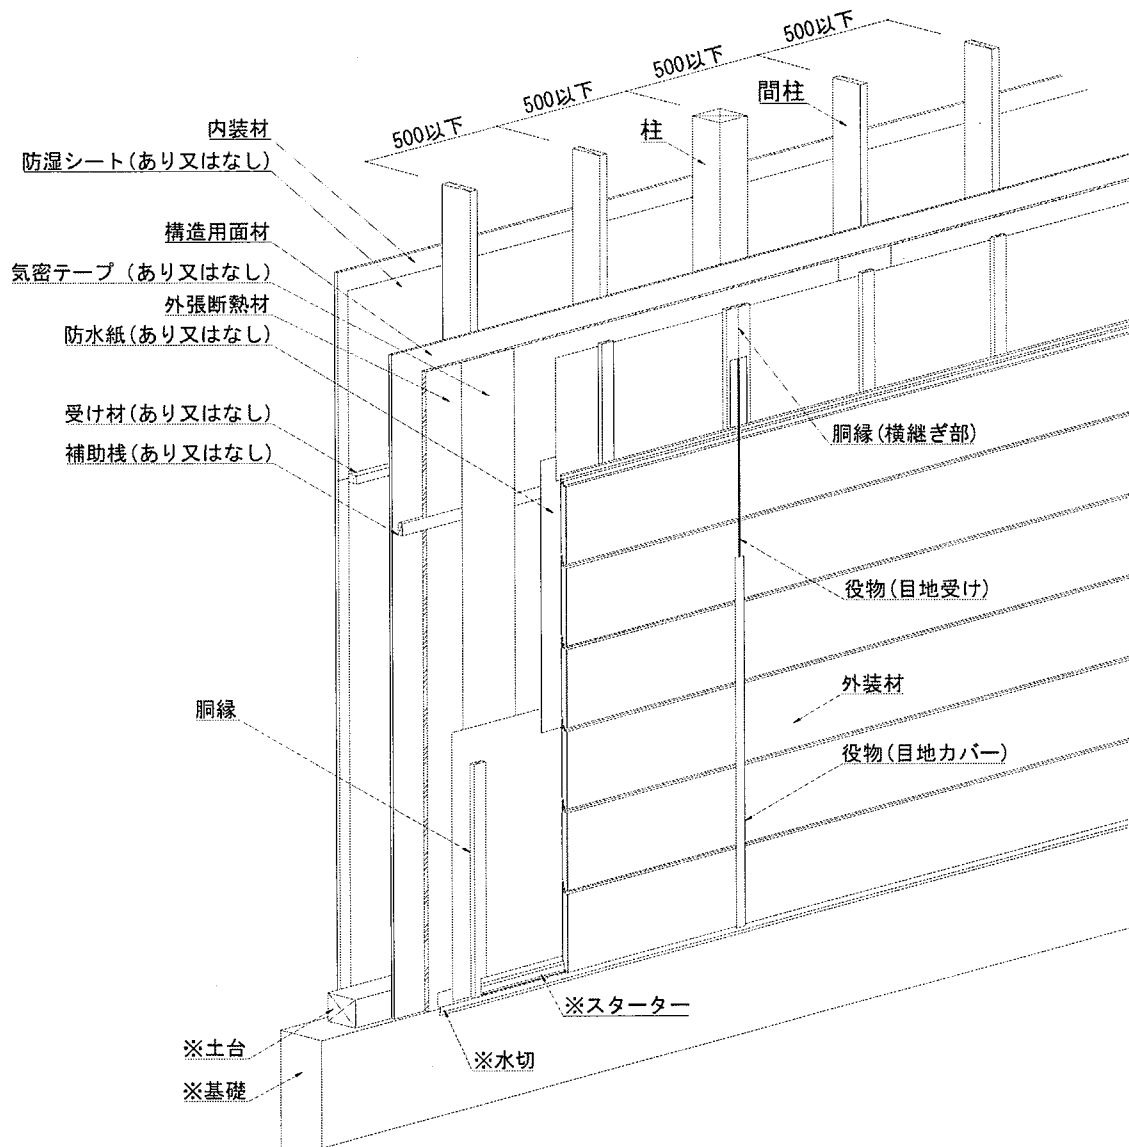 500以下
500以下
500以下
500以下
間柱
柱
内装材
防湿シート(あり又はなし)
構造用面材
気密テープ (あり又はなし)
外張断熱材
防水紙(あり又はなし)
受け材(あり又はなし)
補助桟(あり又はなし)
胴縁(横継ぎ部)
役物(目地受け)
外装材
胴縁
役物(目地カバー)
※スターター
※土台
※水切
※基礎